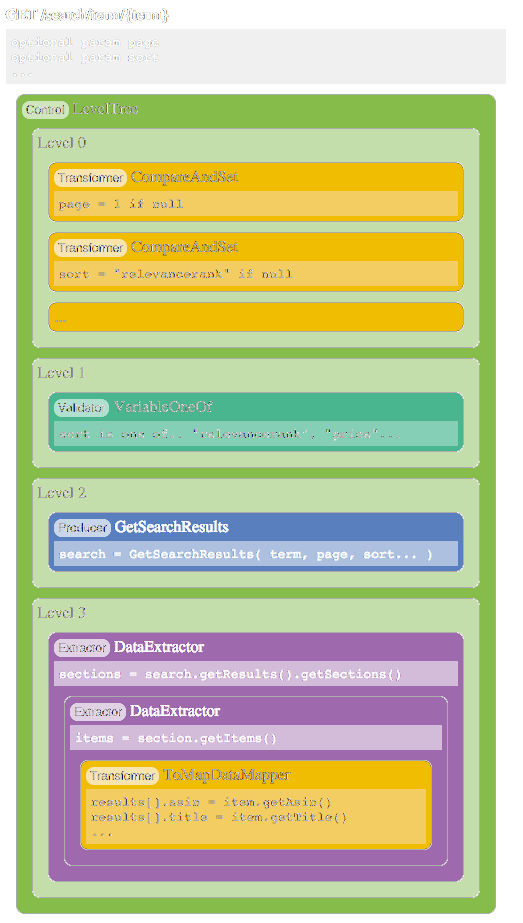 GET /search/term/{term}
optional param page
optional param sort
...
Control LevelTree
Level 0
Transformer CompareAndSet
page = 1 if null
Transformer CompareAndSet
sort = "relevancerank" if null
...
Level 1
Validator VariableOneOf
sort is one of : "relevancerank", "price"...
Level 2
Producer GetSearchResults
search = GetSearchResults( term, page, sort... )
Level 3
Extractor DataExtractor
sections = search.getResults().getSections()
Extractor DataExtractor
items = section.getItems()
Transformer ToMapDataMapper
results[].asin = item.getAsin()
results[].title = item.getTitle()
...